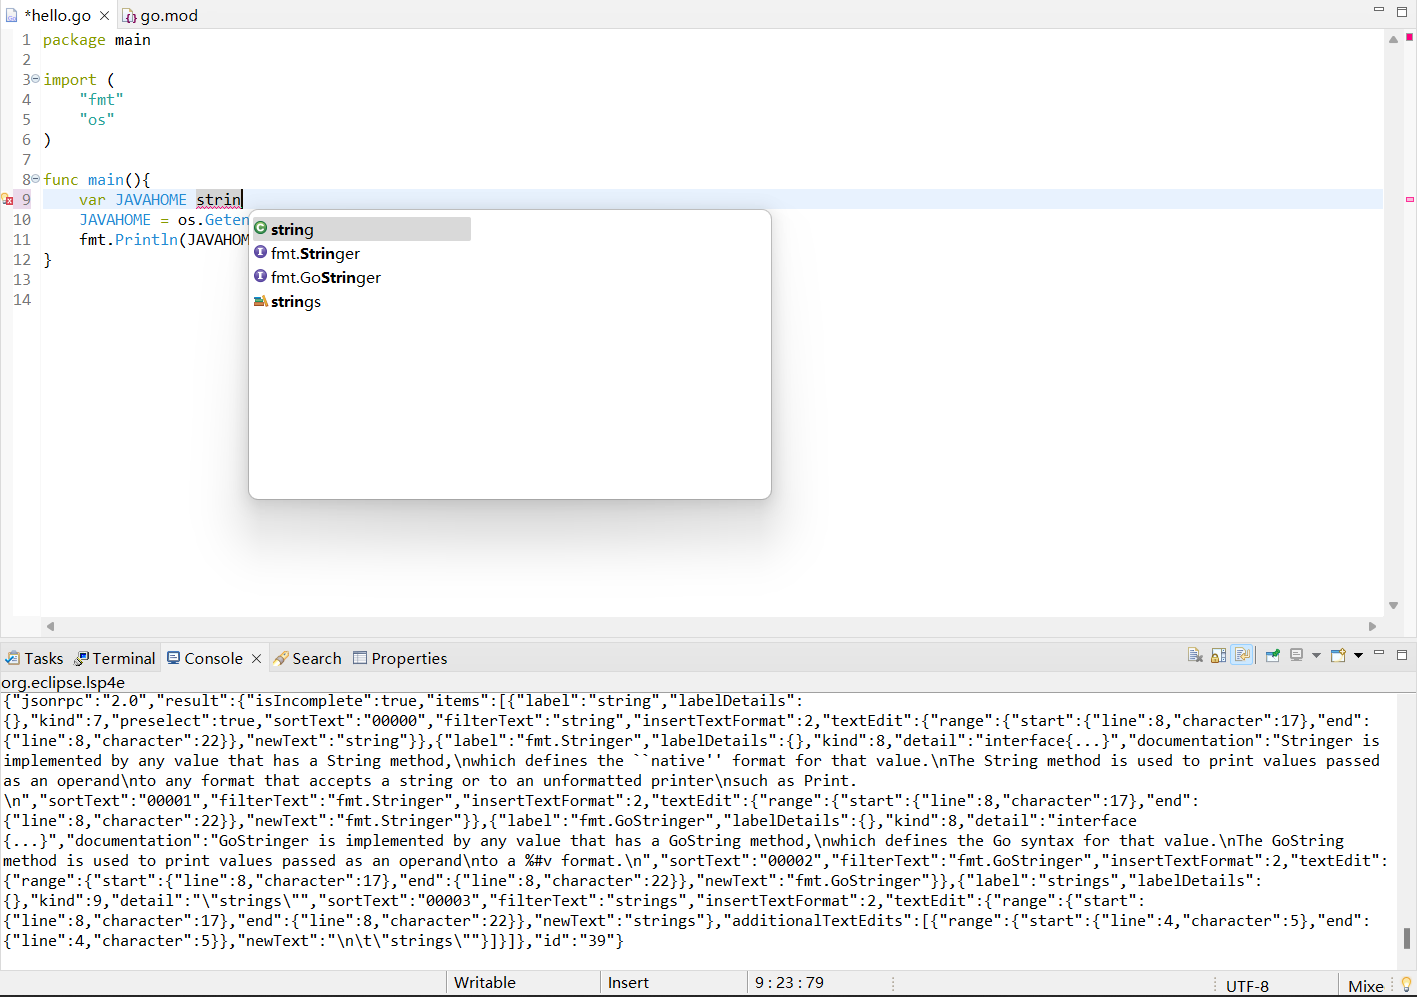 *hello.go
go.mod
1 package main
2
3 import (
4 "fmt"
5 "os"
6 )
7
8 func main(){
9 var JAVAHOME strin
10 JAVAHOME = os.Geten
11 fmt.Println(JAVAHOM
12 }
13
14
string
fmt.Stringer
fmt.GoStringer
strings
Tasks Terminal Console Search Properties
org.eclipse.lsp4e
{"jsonrpc":"2.0","result":{"isIncomplete":true,"items":[{"label":"string","labelDetails":
{},"kind":7,"preselect":true,"sortText":"00000","filterText":"string","insertTextFormat":2,"textEdit":{"range":{"start":{"line":8,"character":17},"end":
{"line":8,"character":22}},"newText":"string"}},{"label":"fmt.Stringer","labelDetails":{},"kind":8,"detail":"interface{...}","documentation":"Stringer is
implemented by any value that has a String method,\nwhich defines the ``native'' format for that value.\nThe String method is used to print values passed
as an operand\nto any format that accepts a string or to an unformatted printer\nsuch as Print.
\n","sortText":"00001","filterText":"fmt.Stringer","insertTextFormat":2,"textEdit":{"range":{"start":{"line":8,"character":17},"end":
{"line":8,"character":22}},"newText":"fmt.Stringer"}},{"label":"fmt.GoStringer","labelDetails":{},"kind":8,"detail":"interface
{...}","documentation":"GoStringer is implemented by any value that has a GoString method,\nwhich defines the Go syntax for that value.\nThe GoString
method is used to print values passed as an operand\nto a %#v format.\n","sortText":"00002","filterText":"fmt.GoStringer","insertTextFormat":2,"textEdit":
{"range":{"start":{"line":8,"character":17},"end":{"line":8,"character":22}},"newText":"fmt.GoStringer"}},{"label":"strings","labelDetails":
{},"kind":9,"detail":"\"strings\"","sortText":"00003","filterText":"strings","insertTextFormat":2,"textEdit":{"range":{"start":
{"line":8,"character":17},"end":{"line":8,"character":22}},"newText":"strings"},"additionalTextEdits":[{"range":{"start":{"line":4,"character":5},"end":
{"line":4,"character":5}},"newText":"\n\t\"strings\""}]}]},"id":"39"}
Writable Insert 9 : 23 : 79 UTF-8 Mixe